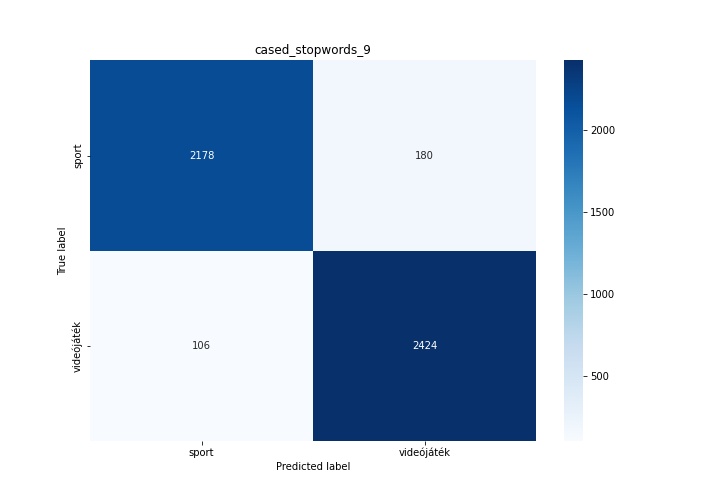 cased_stopwords_9
True label
sport
2178
180
videójáték
106
2424
sport
videójáték
Predicted label
2000
1500
1000
500